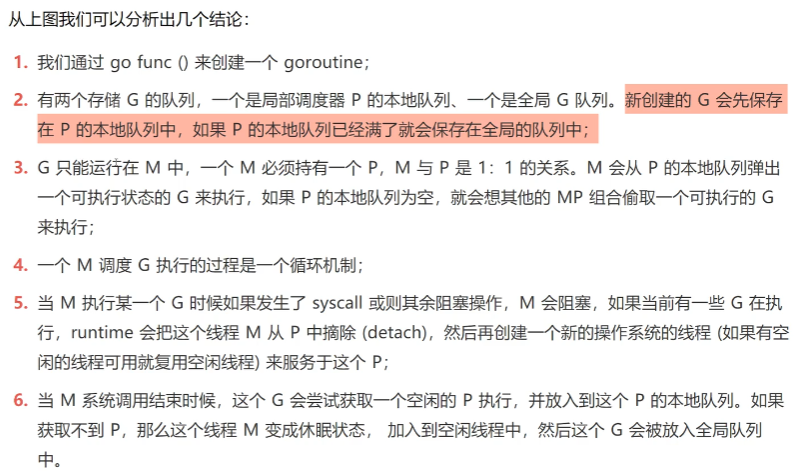 从上图我们可以分析出几个结论：
1. 我们通过 go func () 来创建一个 goroutine；
2. 有两个存储 G 的队列，一个是局部调度器 P 的本地队列、一个是全局 G 队列。新创建的 G 会先保存
在 P 的本地队列中，如果 P 的本地队列已经满了就会保存在全局的队列中；
3. G 只能运行在 M 中，一个 M 必须持有一个 P，M 与 P 是 1：1 的关系。M 会从 P 的本地队列弹出
一个可执行状态的 G 来执行，如果 P 的本地队列为空，就会想其他的 MP 组合偷取一个可执行的 G
来执行；
4. 一个 M 调度 G 执行的过程是一个循环机制；
5. 当 M 执行某一个 G 时候如果发生了 syscall 或则其余阻塞操作，M 会阻塞，如果当前有一些 G 在执
行，runtime 会把这个线程 M 从 P 中摘除 (detach)，然后再创建一个新的操作系统的线程 (如果有空
闲的线程可用就复用空闲线程) 来服务于这个 P；
6. 当 M 系统调用结束时候，这个 G 会尝试获取一个空闲的 P 执行，并放入到这个 P 的本地队列。如果
获取不到 P，那么这个线程 M 变成休眠状态， 加入到空闲线程中，然后这个 G 会被放入全局队列
中。